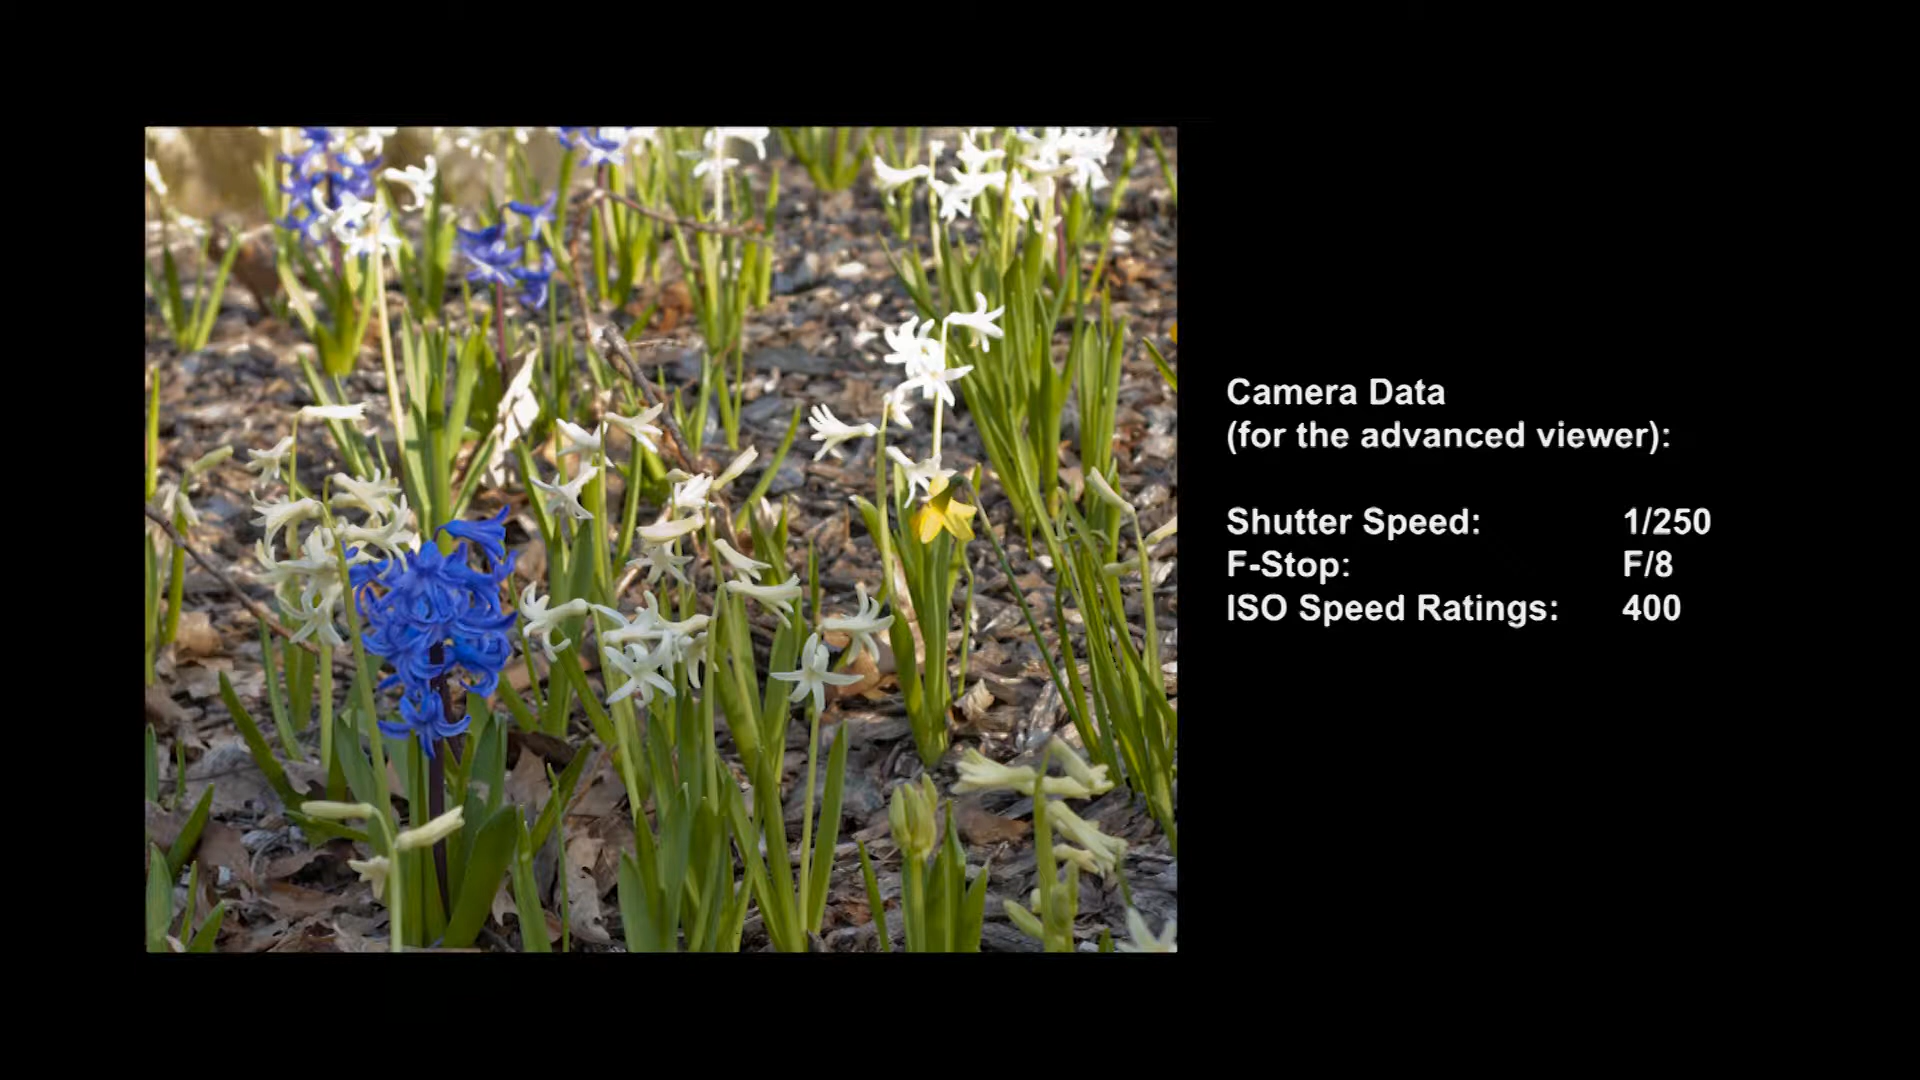 Camera Data
(for the advanced viewer):
Shutter Speed: 1/250
F-Stop: F/8
ISO Speed Ratings: 400